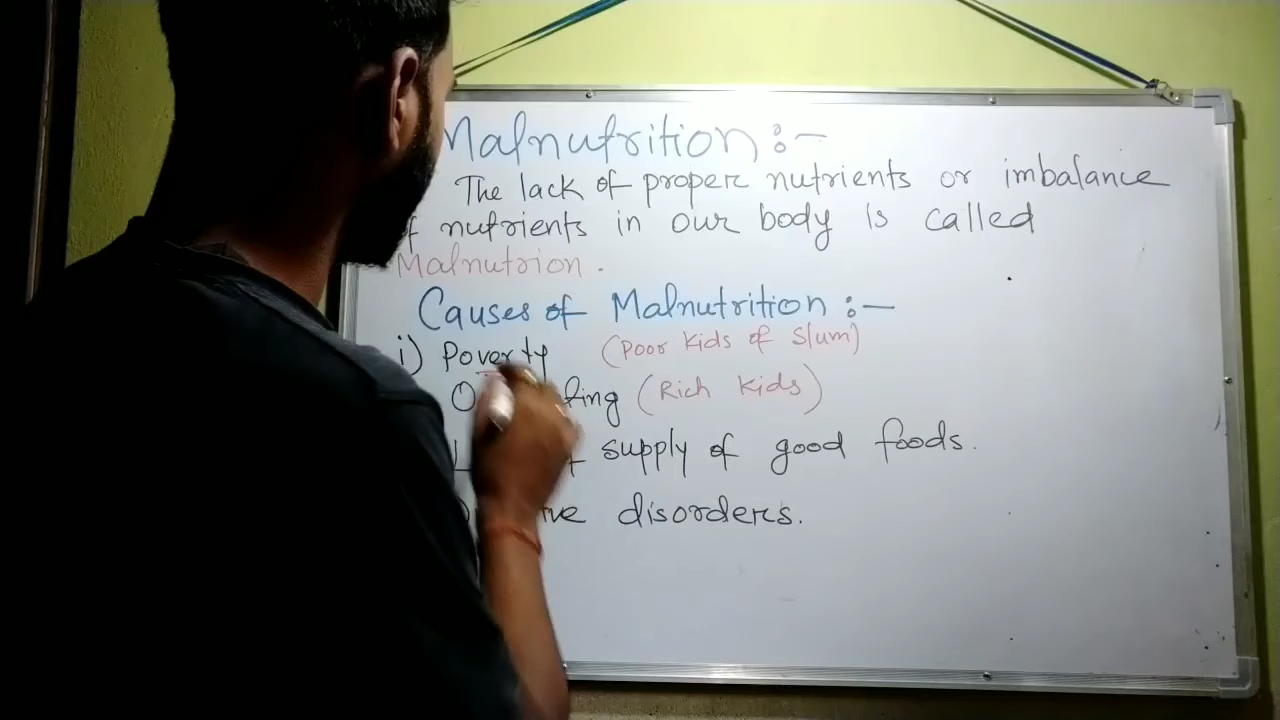 Malnutrition :-
The lack of proper nutrients or imbalance
of nutrients in our body is called
Malnutrion.
Causes of Malnutrition :-
i) Poverty (Poor Kids of Slum)
(Rich Kids)
supply of good foods.
disorders.